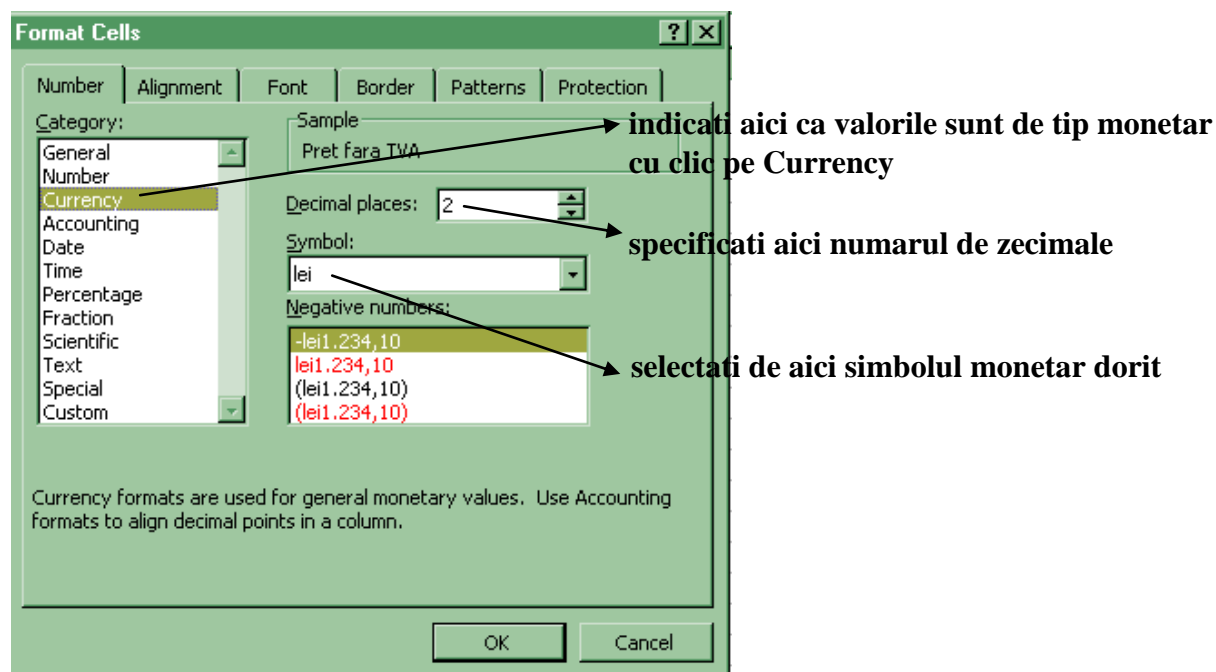 Format Cells
Number Alignment Font Border Patterns Protection
Category:
General
Number
Currency
Accounting
Date
Time
Percentage
Fraction
Scientific
Text
Special
Custom
Sample
Pret fara TVA
Decimal places: 2
Symbol:
lei
Negative numbers:
-lei1.234,10
lei1.234,10
(lei1.234,10)
(lei1.234,10)
Currency formats are used for general monetary values. Use Accounting
formats to align decimal points in a column.
OK Cancel
indicati aici ca valorile sunt de tip monetar
cu clic pe Currency
specificati aici numarul de zecimale
selectati de aici simbolul monetar dorit